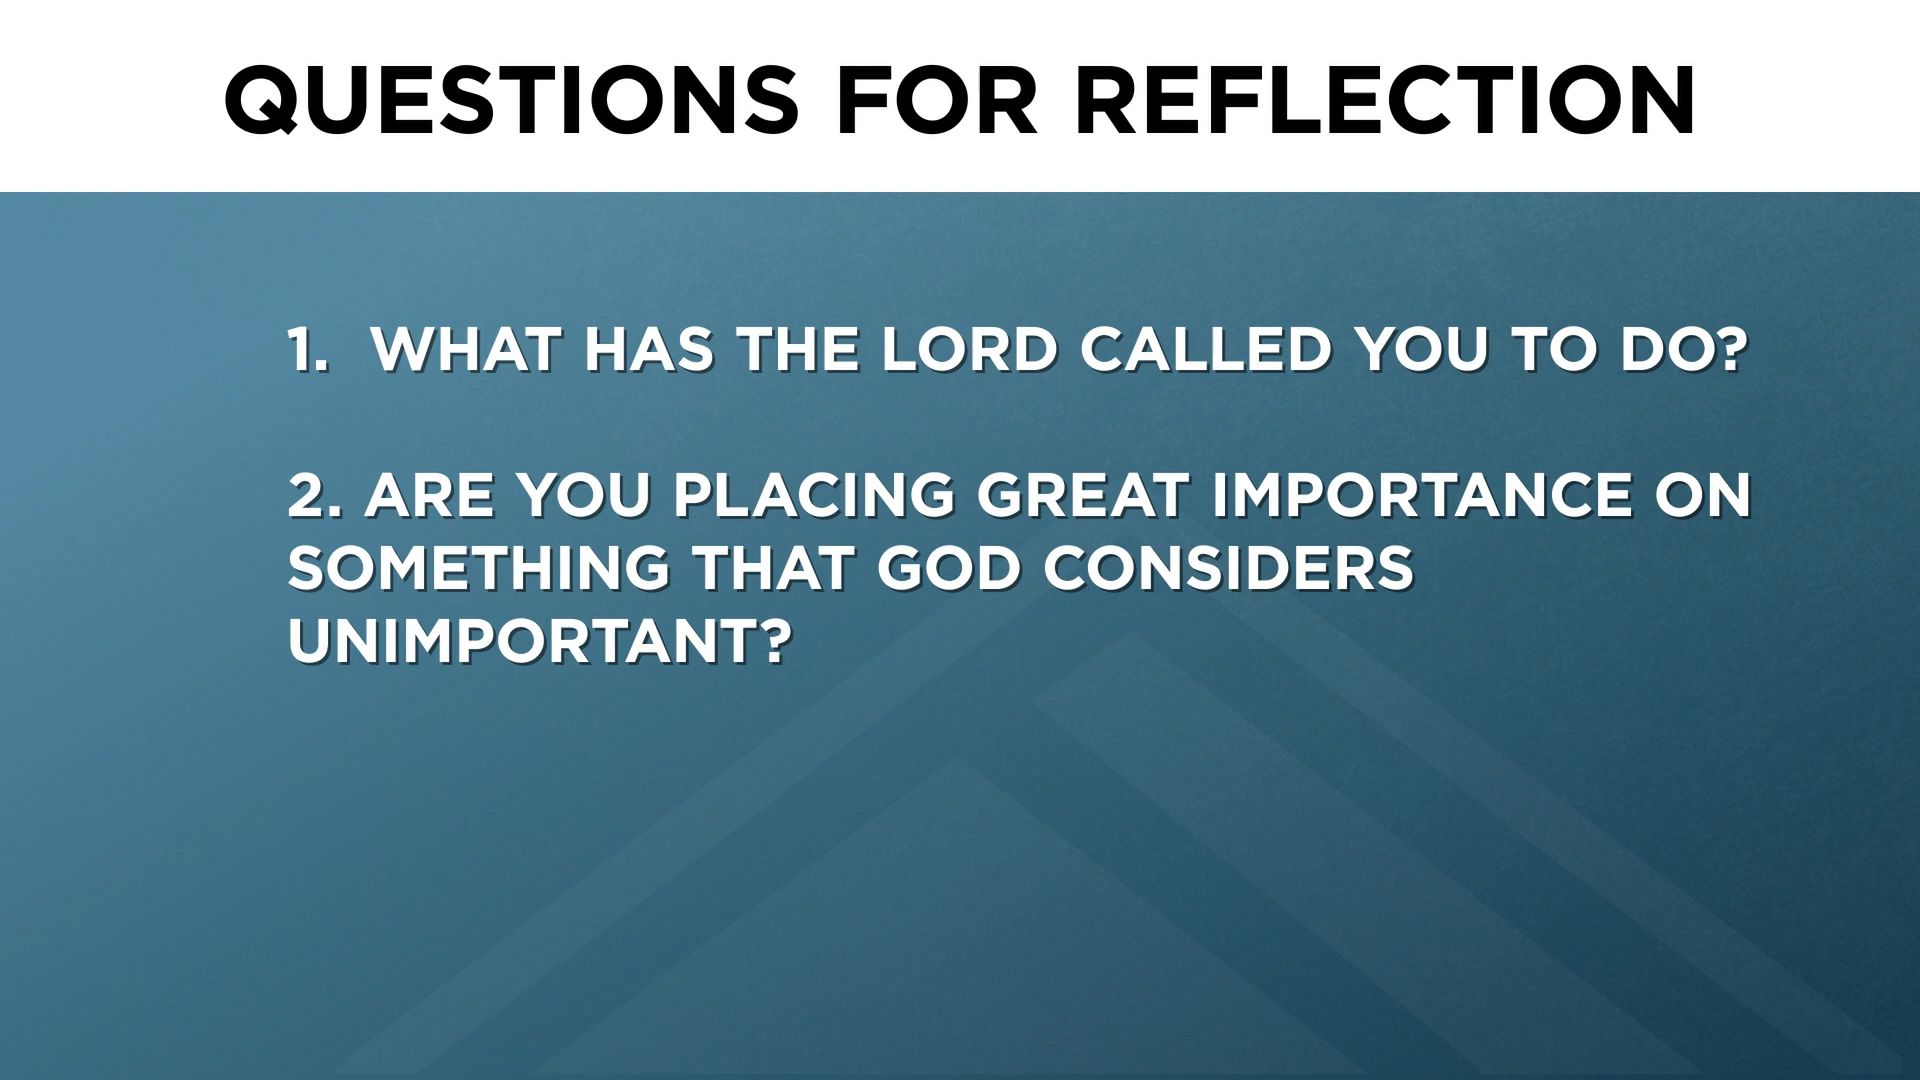 QUESTIONS FOR REFLECTION
1. WHAT HAS THE LORD CALLED YOU TO DO?
2. ARE YOU PLACING GREAT IMPORTANCE ON
SOMETHING THAT GOD CONSIDERS
UNIMPORTANT?